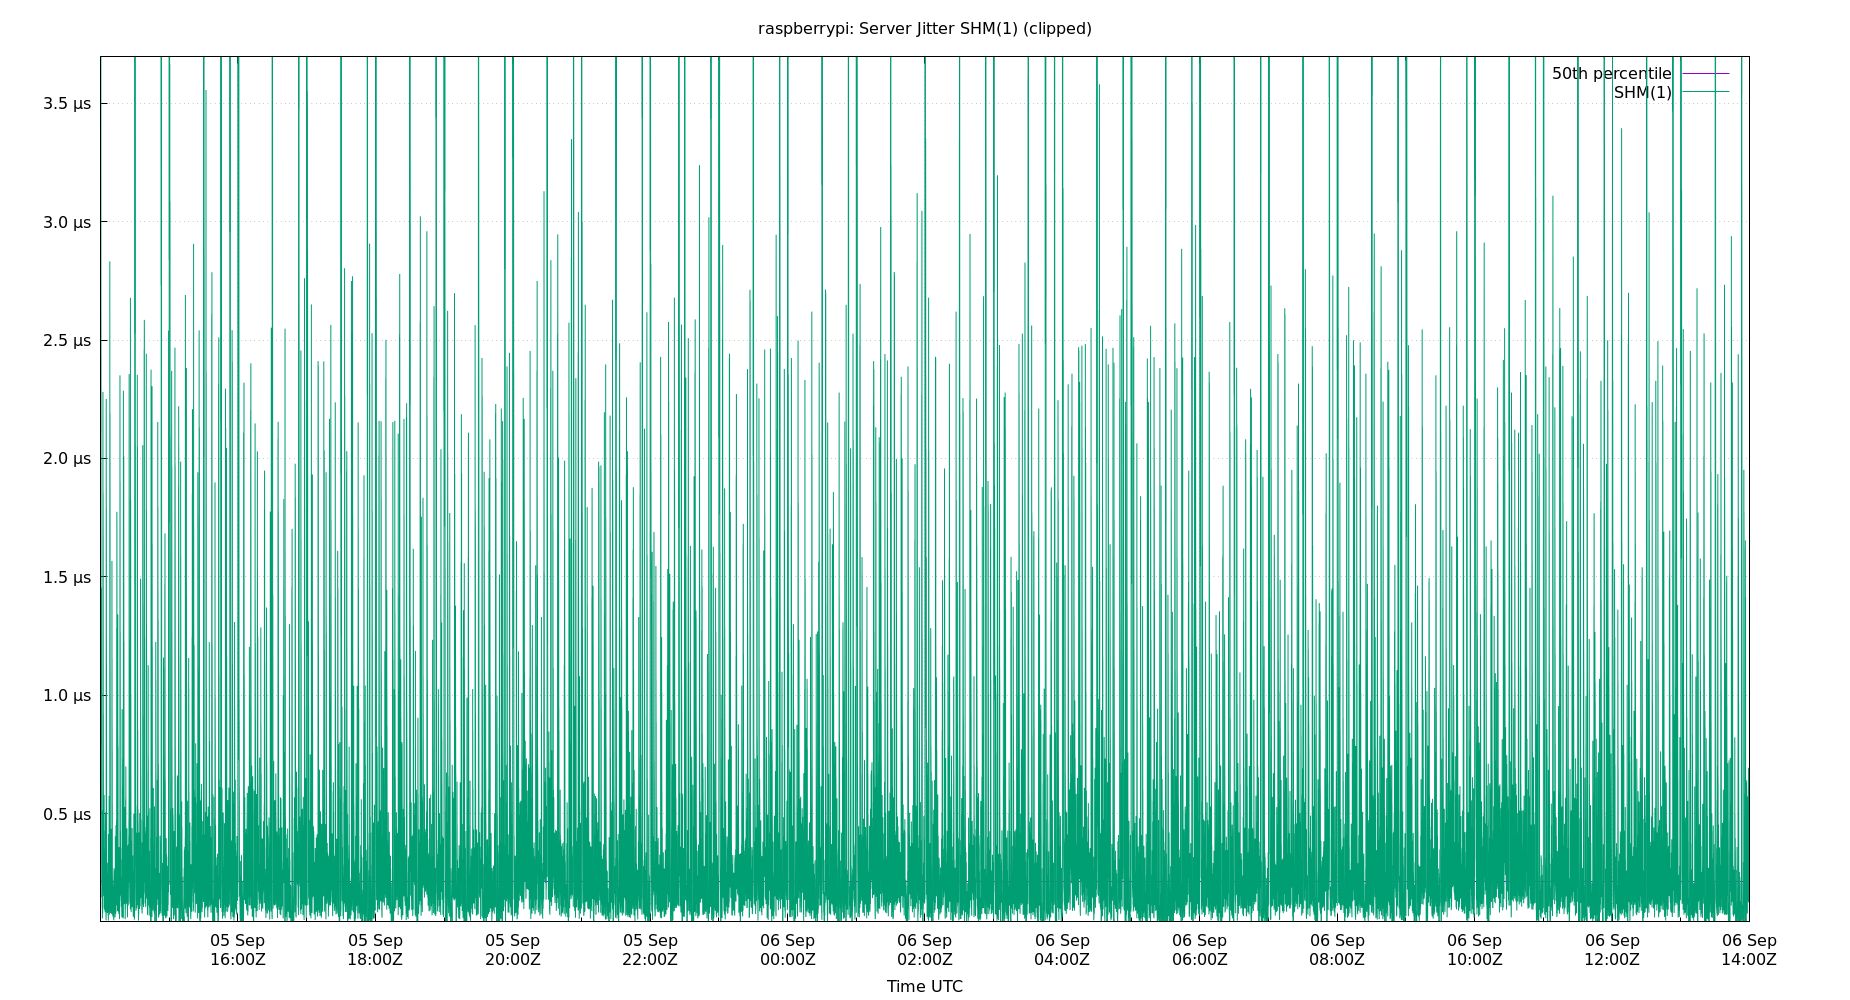 raspberrypi: Server Jitter SHM(1) (clipped)
50th percentile
SHM(1)
3.5 µs
3.0 µs
2.5 µs
2.0 µs
1.5 µs
1.0 µs
0.5 µs
05 Sep 05 Sep 05 Sep 05 Sep 06 Sep 06 Sep 06 Sep 06 Sep 06 Sep 06 Sep 06 Sep 06 Sep
16:00Z 18:00Z 20:00Z 22:00Z 00:00Z 02:00Z 04:00Z 06:00Z 08:00Z 10:00Z 12:00Z 14:00Z
Time UTC